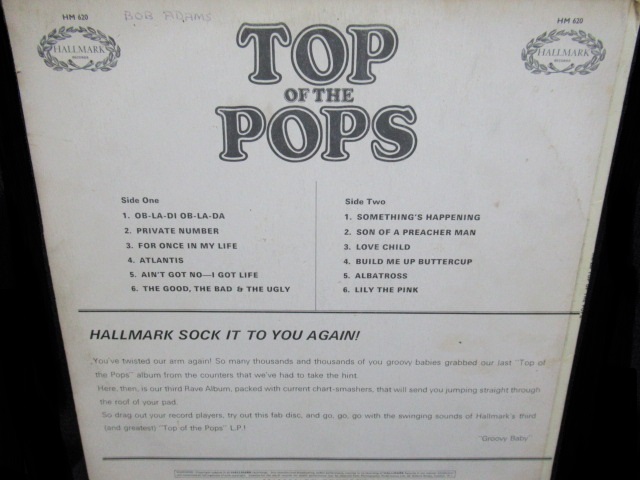 HM 620
BOB ADAMS
HM 620
HALLMARK
RECORDS
HALLMARK
RECORDS
TOP
OF THE
POPS
Side One
1. OB-LA-DI OB-LA-DA
2. PRIVATE NUMBER
3. FOR ONCE IN MY LIFE
4. ATLANTIS
5. AIN'T GOT NO—I GOT LIFE
6. THE GOOD, THE BAD & THE UGLY
Side Two
1. SOMETHING'S HAPPENING
2. SON OF A PREACHER MAN
3. LOVE CHILD
4. BUILD ME UP BUTTERCUP
5. ALBATROSS
6. LILY THE PINK
HALLMARK SOCK IT TO YOU AGAIN!
You've twisted our arm again! So many thousands and thousands of you groovy babies grabbed our last "Top of
the Pops" album from the counters that we've had to take the hint.
Here, then, is our third Rave Album, packed with current chart-smashers, that will send you jumping straight through
the roof of your pad.
So drag out your record players, try out this fab disc, and go, go, go with the swinging sounds of Hallmark's third
(and greatest) "Top of the Pops" L.P.!
"Groovy Baby"